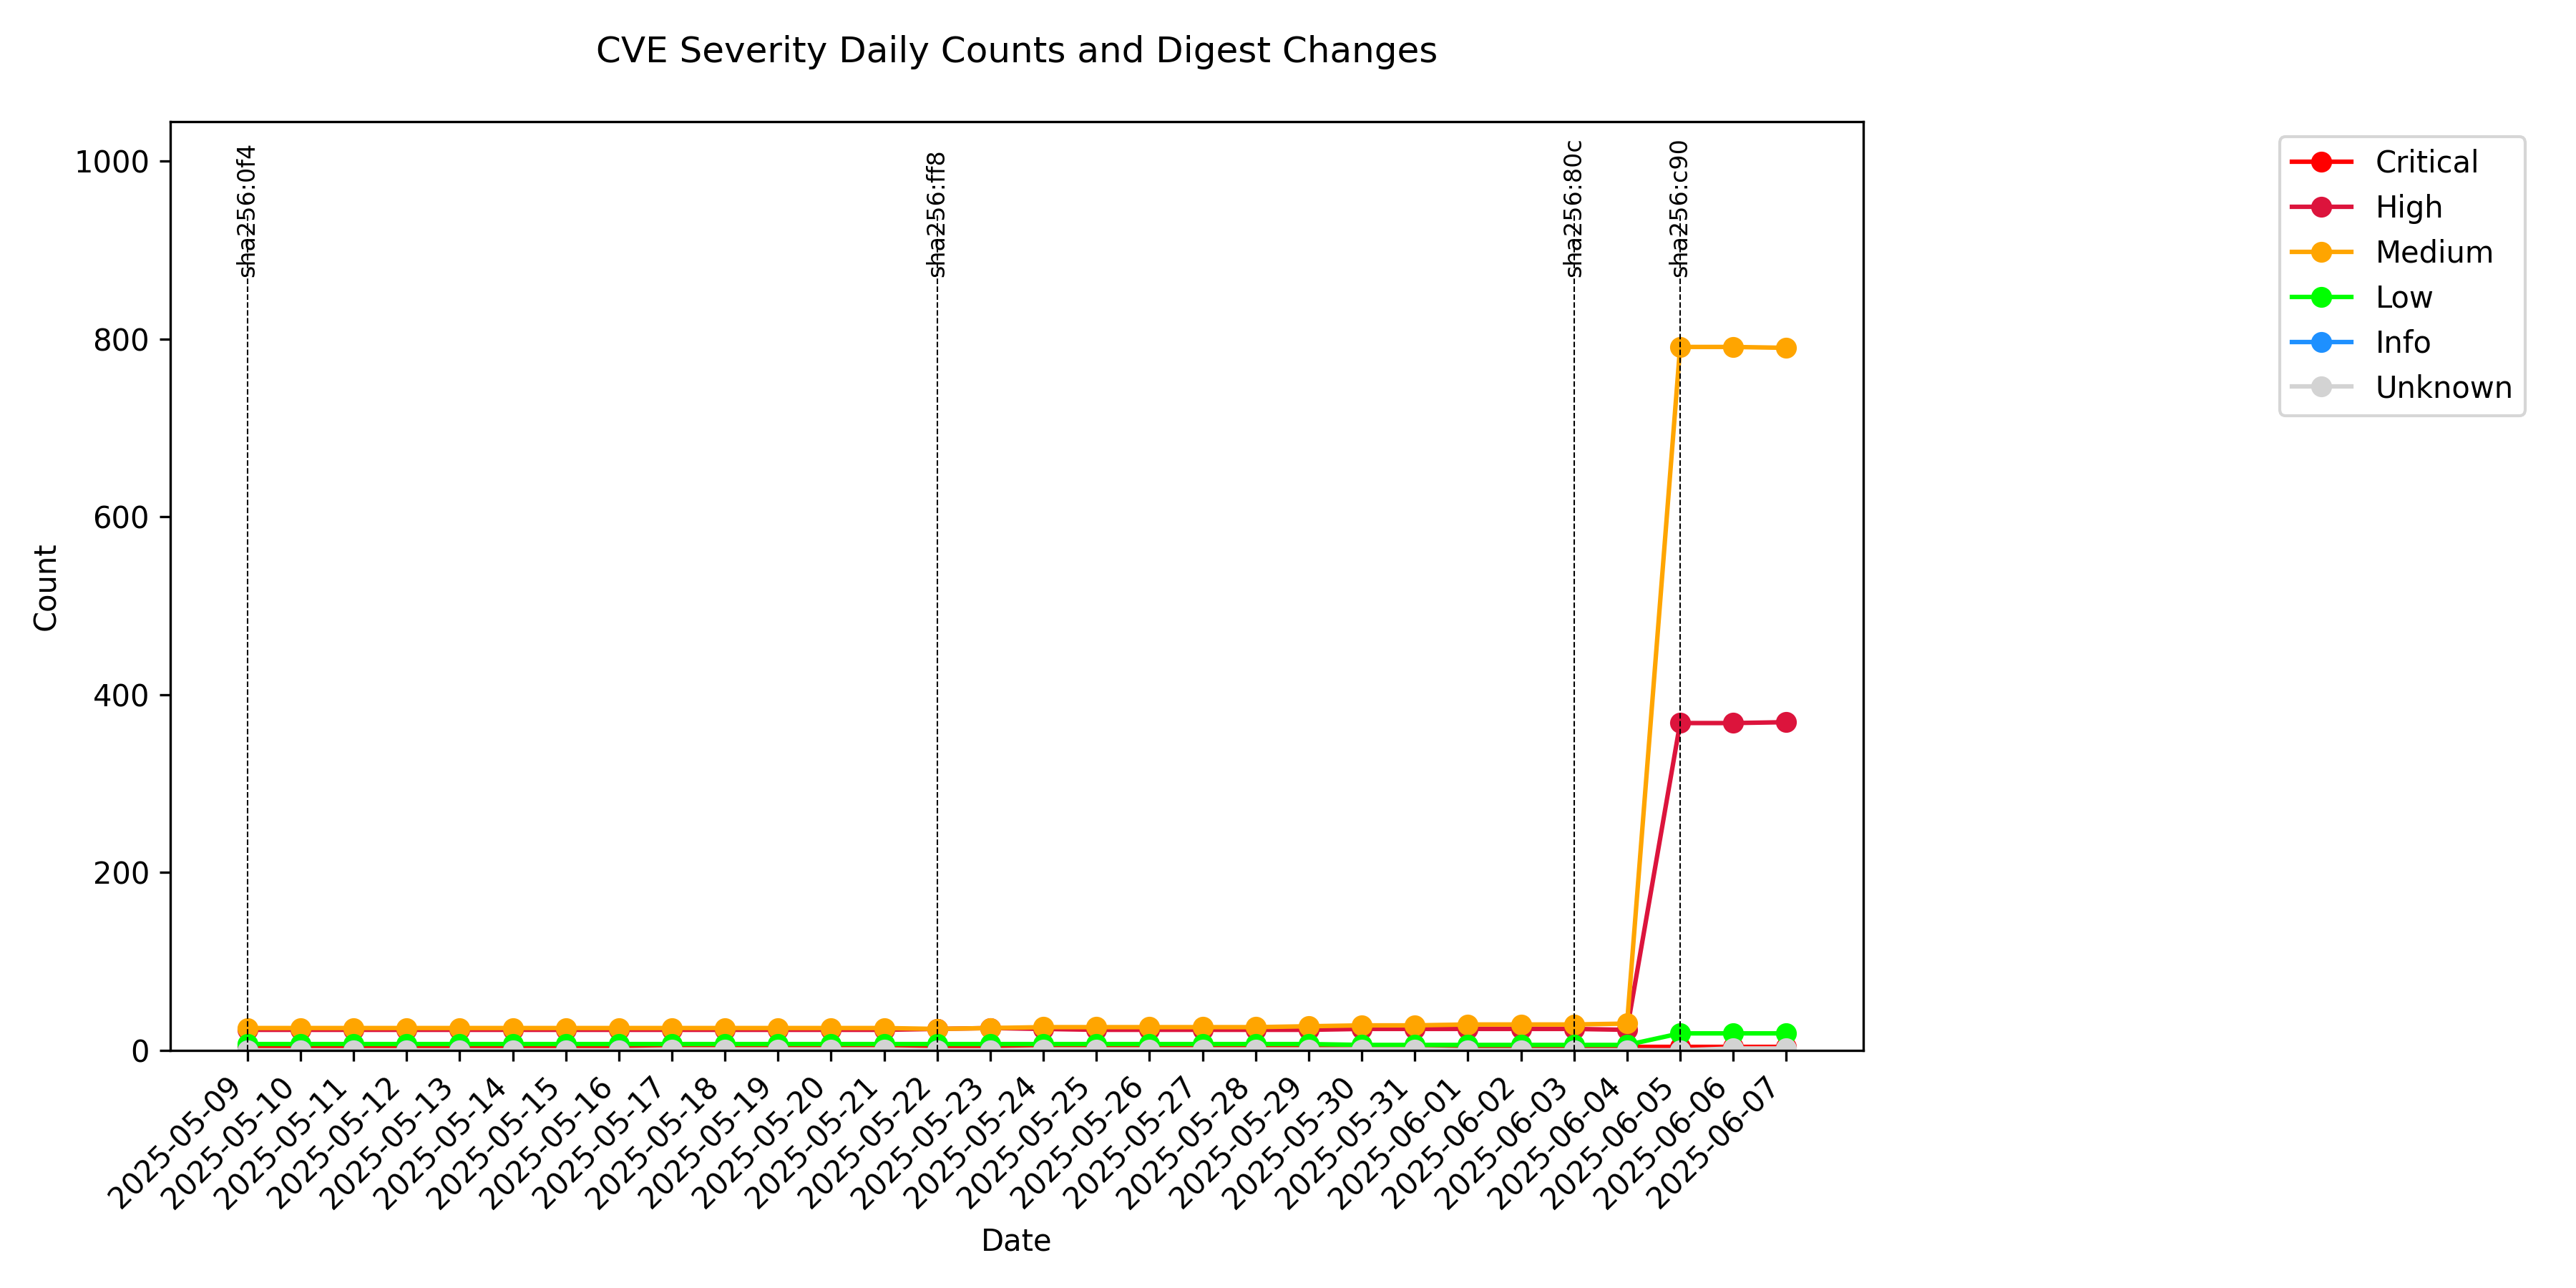 CVE Severity Daily Counts and Digest Changes
sha256:0f4
sha256:ff8
sha256:80c
sha256:c90
1000
800
600
400
200
0
Count
Critical
High
Medium
Low
Info
Unknown
2025-05-09
2025-05-10
2025-05-11
2025-05-12
2025-05-13
2025-05-14
2025-05-15
2025-05-16
2025-05-17
2025-05-18
2025-05-19
2025-05-20
2025-05-21
2025-05-22
2025-05-23
2025-05-24
2025-05-25
2025-05-26
2025-05-27
2025-05-28
2025-05-29
2025-05-30
2025-05-31
2025-06-01
2025-06-02
2025-06-03
2025-06-04
2025-06-05
2025-06-06
2025-06-07
Date